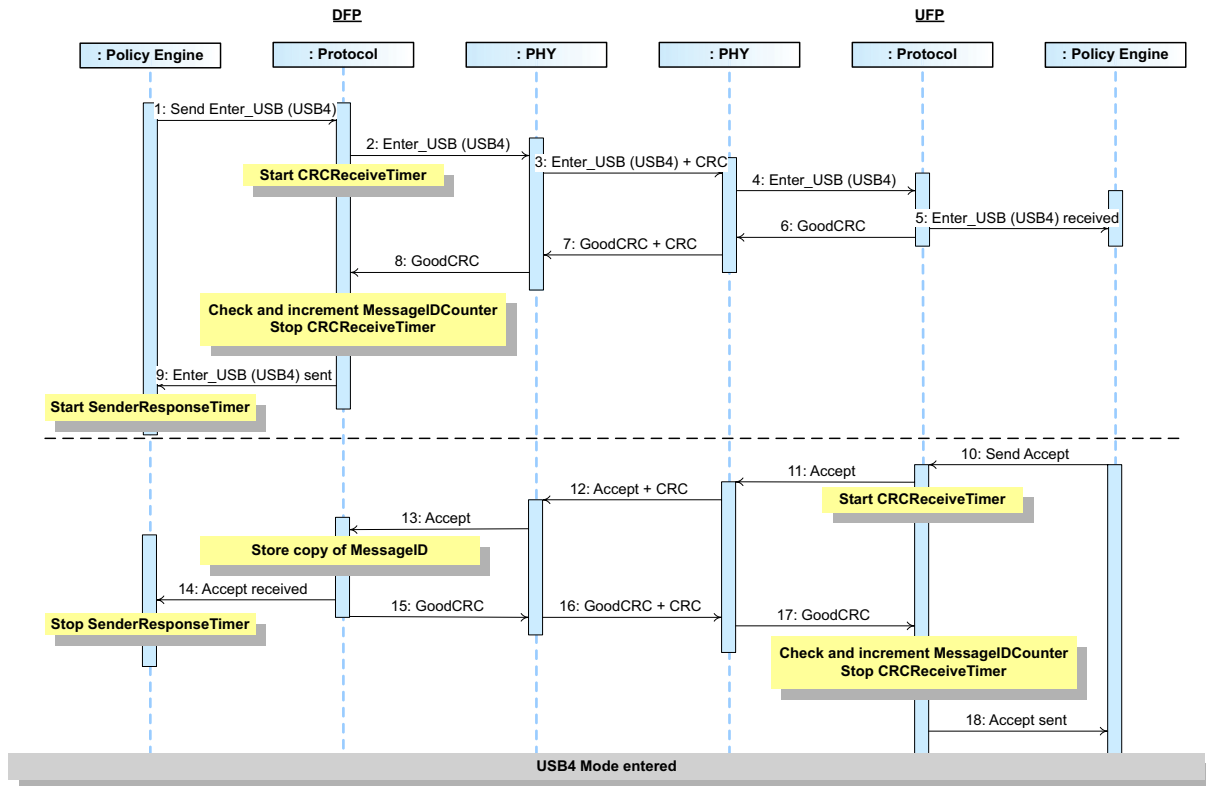 DFP
UFP
: Policy Engine
: Protocol
: PHY
: PHY
: Protocol
: Policy Engine
1: Send Enter_USB (USB4)
2: Enter_USB (USB4)
3: Enter_USB (USB4) + CRC
Start CRCReceiveTimer
4: Enter_USB (USB4)
5: Enter_USB (USB4) received
6: GoodCRC
7: GoodCRC + CRC
8: GoodCRC
Check and increment MessageIDCounter
Stop CRCReceiveTimer
9: Enter_USB (USB4) sent
Start SenderResponseTimer
10: Send Accept
11: Accept
12: Accept + CRC
Start CRCReceiveTimer
13: Accept
Store copy of MessageID
14: Accept received
15: GoodCRC
16: GoodCRC + CRC
17: GoodCRC
Stop SenderResponseTimer
Check and increment MessageIDCounter
Stop CRCReceiveTimer
18: Accept sent
USB4 Mode entered